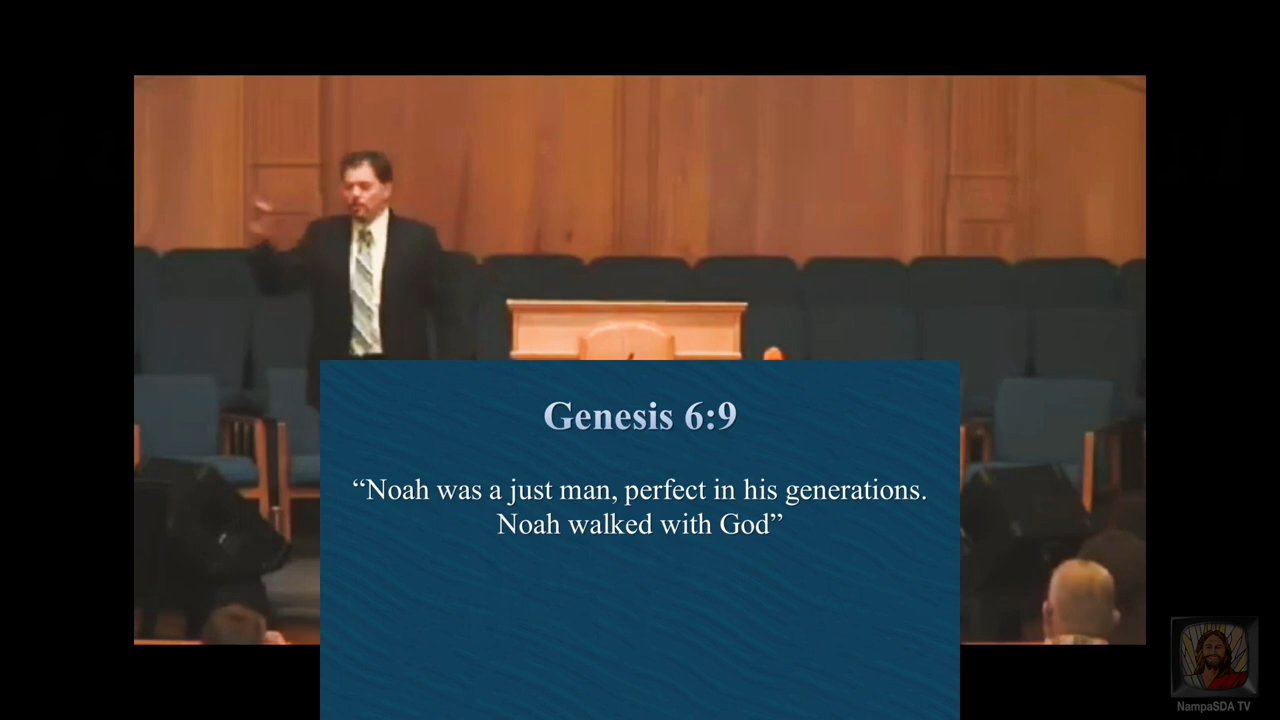 Genesis 6:9
“Noah was a just man, perfect in his generations.
Noah walked with God”
NampaSDA TV